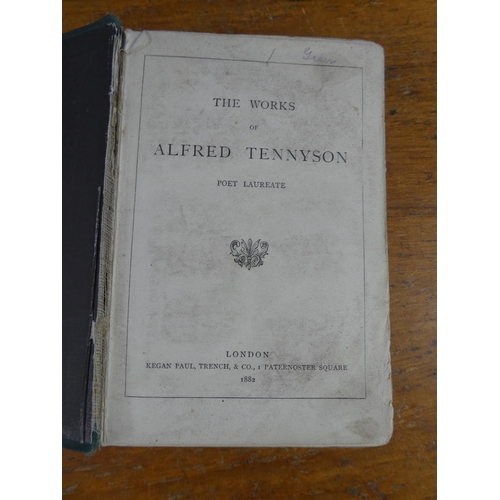 THE WORKS
OF
ALFRED TENNYSON
POET LAUREATE
LONDON
KEGAN PAUL, TRENCH, & CO., 1 PATERNOSTER SQUARE
1882